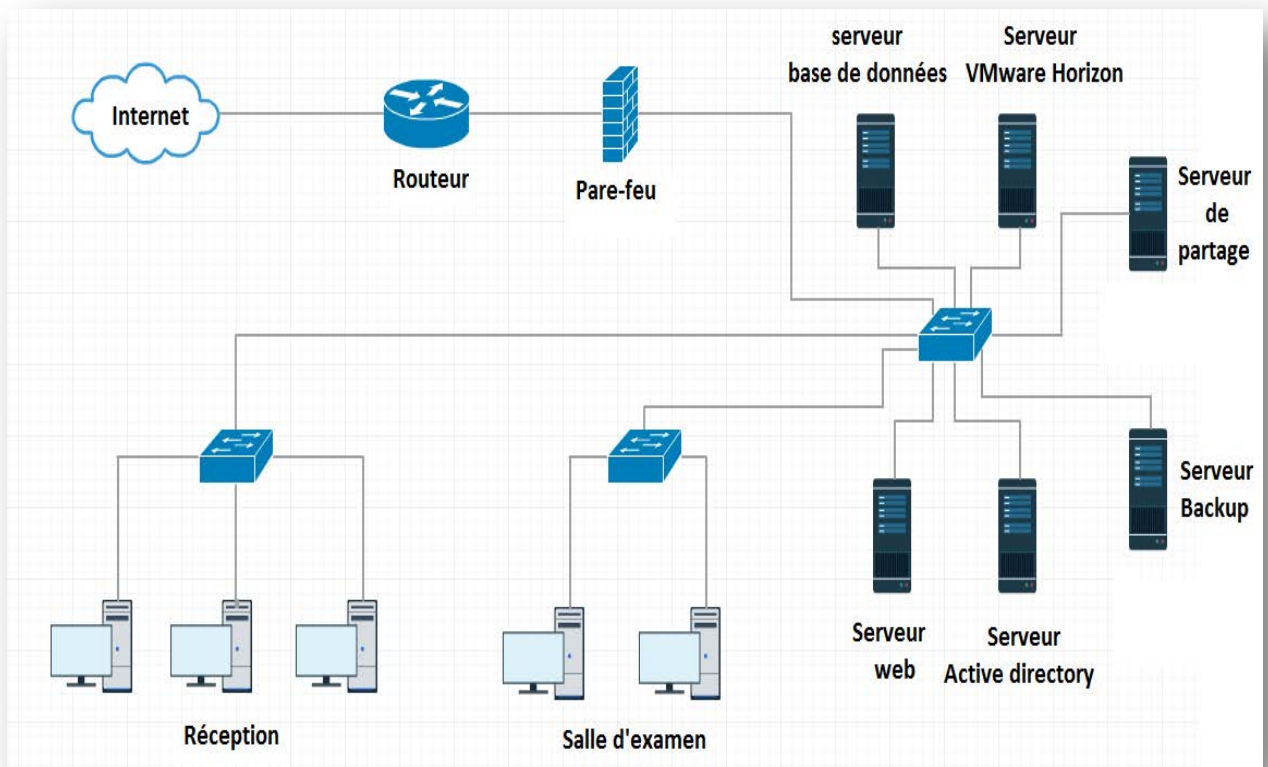 serveur
base de données
Serveur
VMware Horizon
Internet
Routeur
Pare-feu
Serveur
de
partage
Serveur
Backup
Serveur
web
Serveur
Active directory
Réception
Salle d'examen